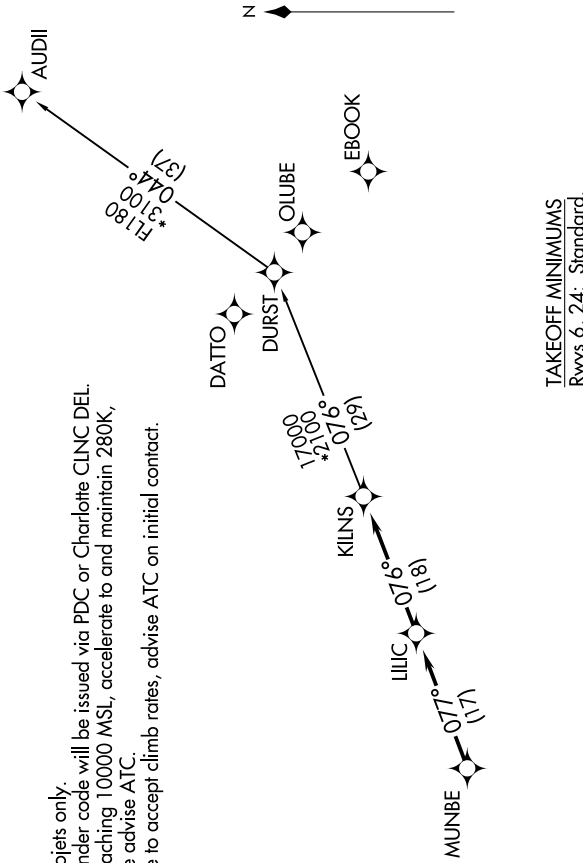 ojets only.
nder code will be issued via PDC or Charlotte CLNC DEL.
aching 10000 MSL, accelerate to and maintain 280K,
e advise ATC.
e to accept climb rates, advise ATC on initial contact.
N
AUDII
FL180
*3100
044°
(37)
EBOOK
OLUBE
DURST
DATTO
17000
*2100
076°
(29)
KILNS
076°
(18)
LILIC
077°
(17)
MUNBE
TAKEOFF MINIMUMS
Rwys 6, 24: Standard.